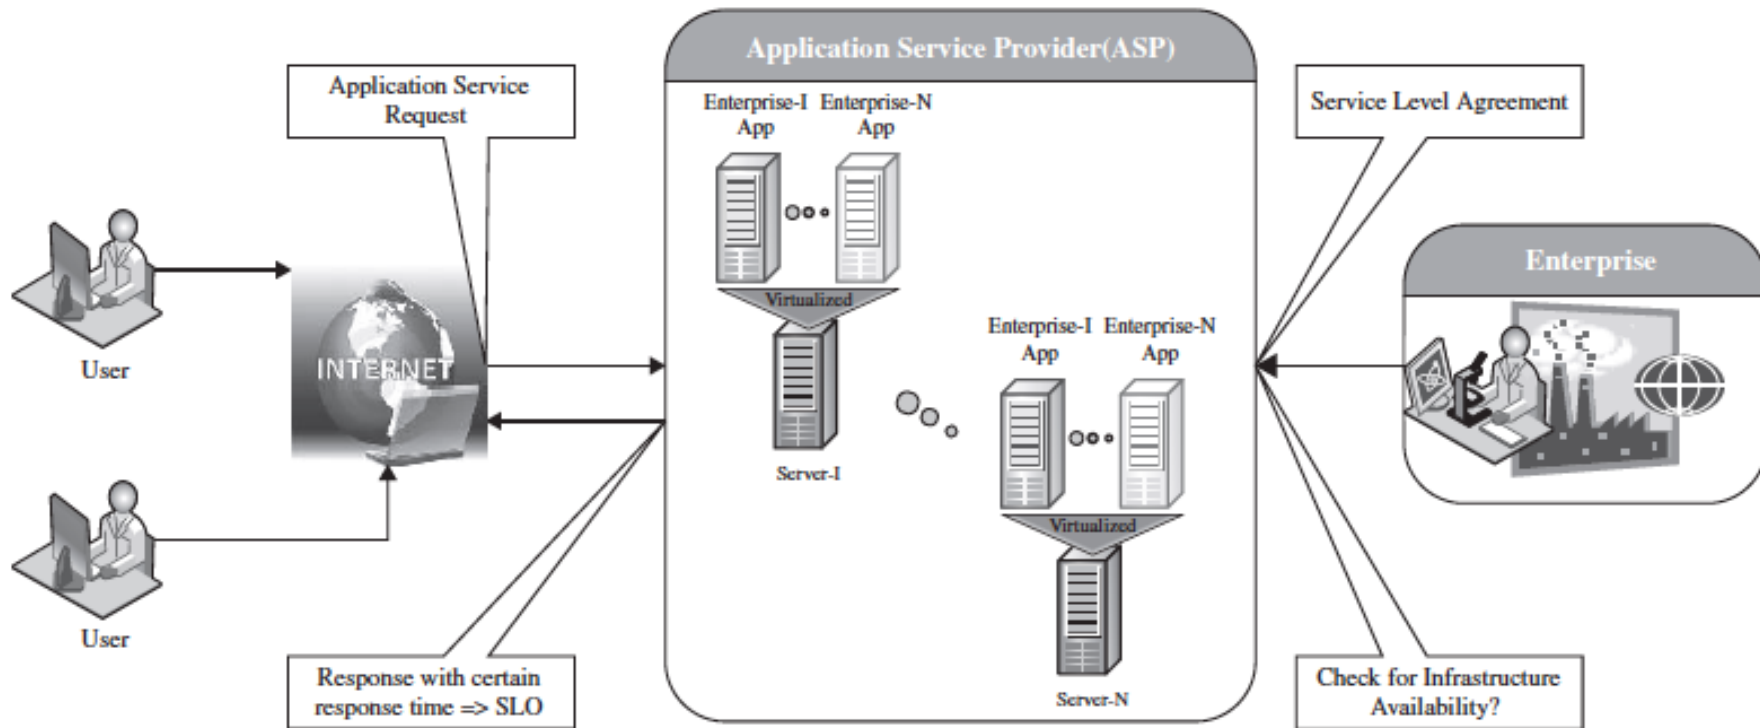 Application Service Provider(ASP)
Application Service
Request
Enterprise-I Enterprise-N
App App
Service Level Agreement
Virtualized
Enterprise
INTERNET
User
Enterprise-I Enterprise-N
App App
Server-I
Virtualized
User
Response with certain
response time => SLO
Server-N
Check for Infrastructure
Availability?